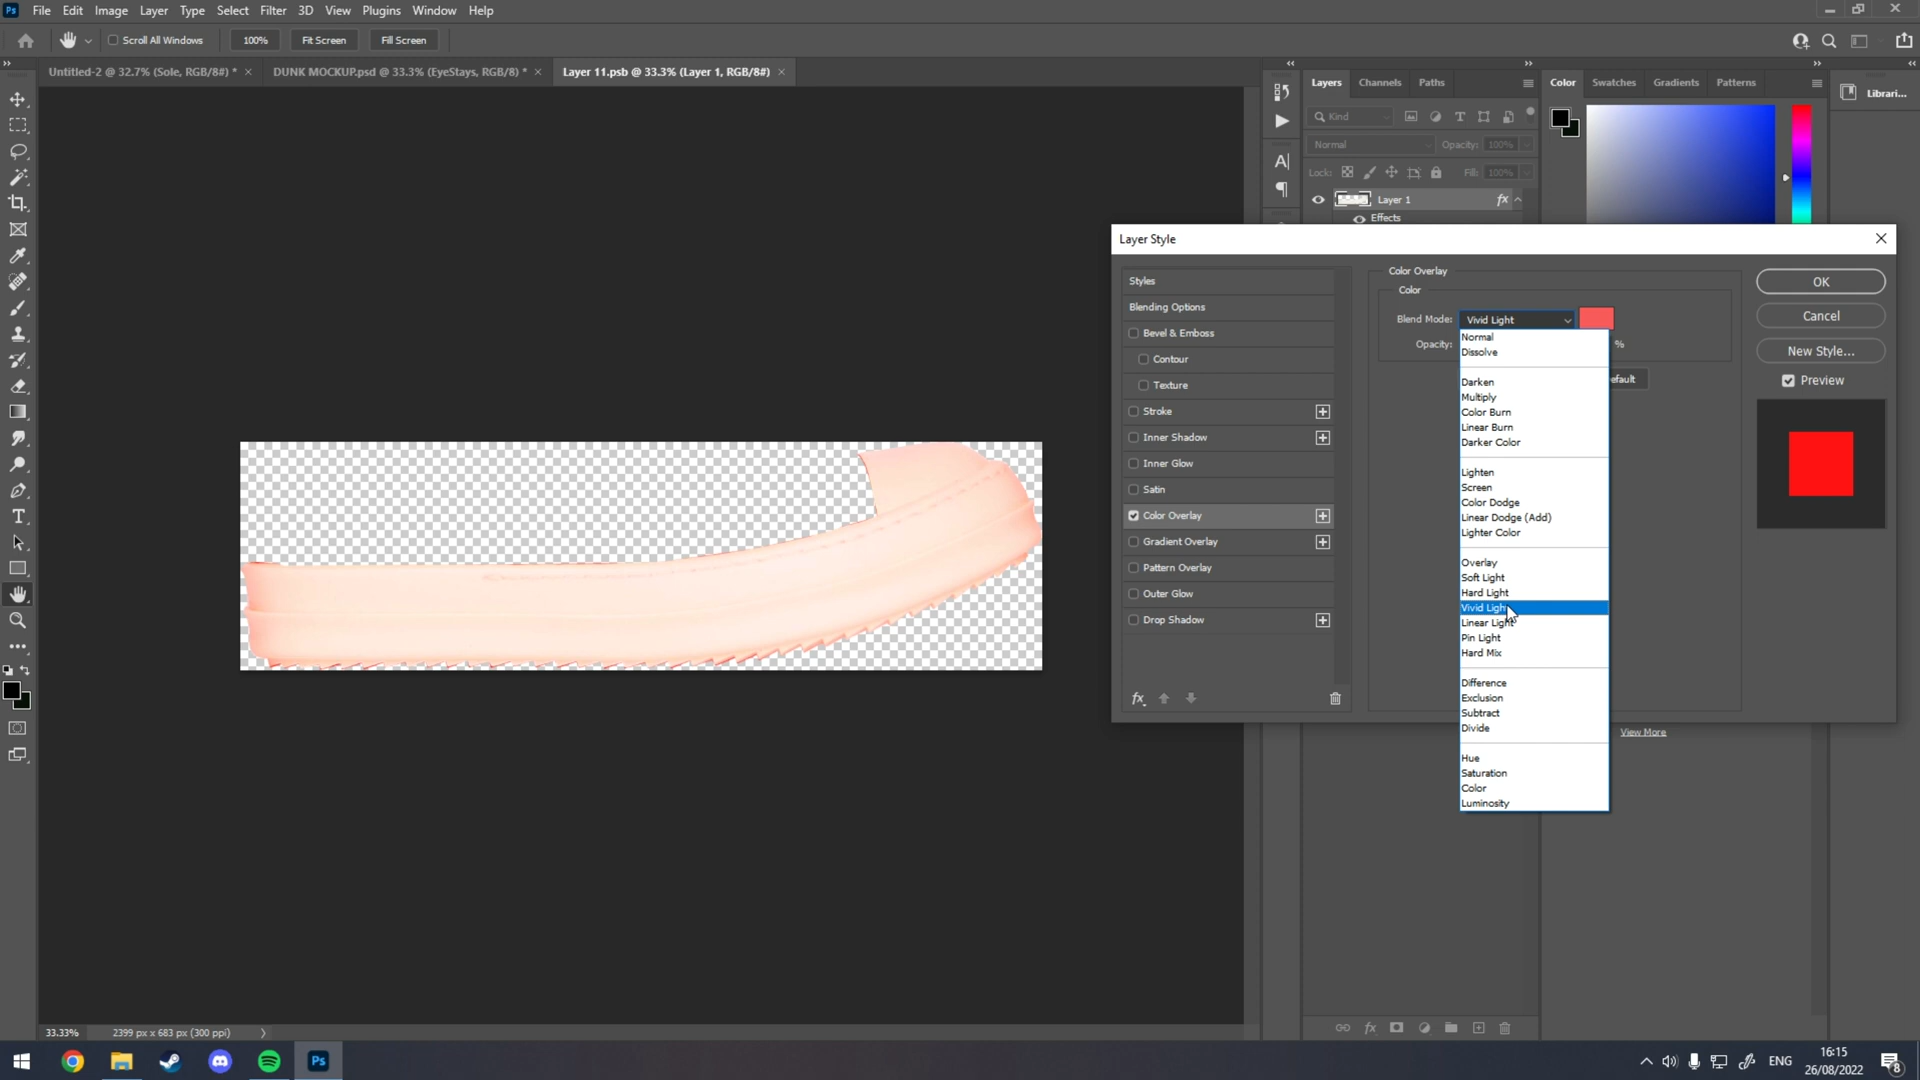 Ps File Edit Image Layer Type Select Filter 3D View Plugins Window Help
Scroll All Windows 100% Fit Screen Fill Screen
Untitled-2 @ 32.7% (Sole, RGB/8#) * × DUNK MOCKUP.psd @ 33.3% (EyeStays, RGB/8) * × Layer 11.psb @ 33.3% (Layer 1, RGB/8#) ×
Layers Channels Paths
Color Swatches Gradients Patterns
Librari...
Kind
Normal Opacity: 100%
Lock: Fill: 100%
Layer 1 fx
Effects
Layer Style
Styles
Blending Options
Bevel & Emboss
Contour
Texture
Stroke
Inner Shadow
Inner Glow
Satin
Color Overlay
Gradient Overlay
Pattern Overlay
Outer Glow
Drop Shadow
fx
Color Overlay
Color
Blend Mode: Vivid Light
Opacity: %
efault
Normal
Dissolve
Darken
Multiply
Color Burn
Linear Burn
Darker Color
Lighten
Screen
Color Dodge
Linear Dodge (Add)
Lighter Color
Overlay
Soft Light
Hard Light
Vivid Light
Linear Light
Pin Light
Hard Mix
Difference
Exclusion
Subtract
Divide
Hue
Saturation
Color
Luminosity
OK
Cancel
New Style...
Preview
View More
fx
33.33% 2399 px x 683 px (300 ppi)
Ps
ENG
16:15
26/08/2022
8